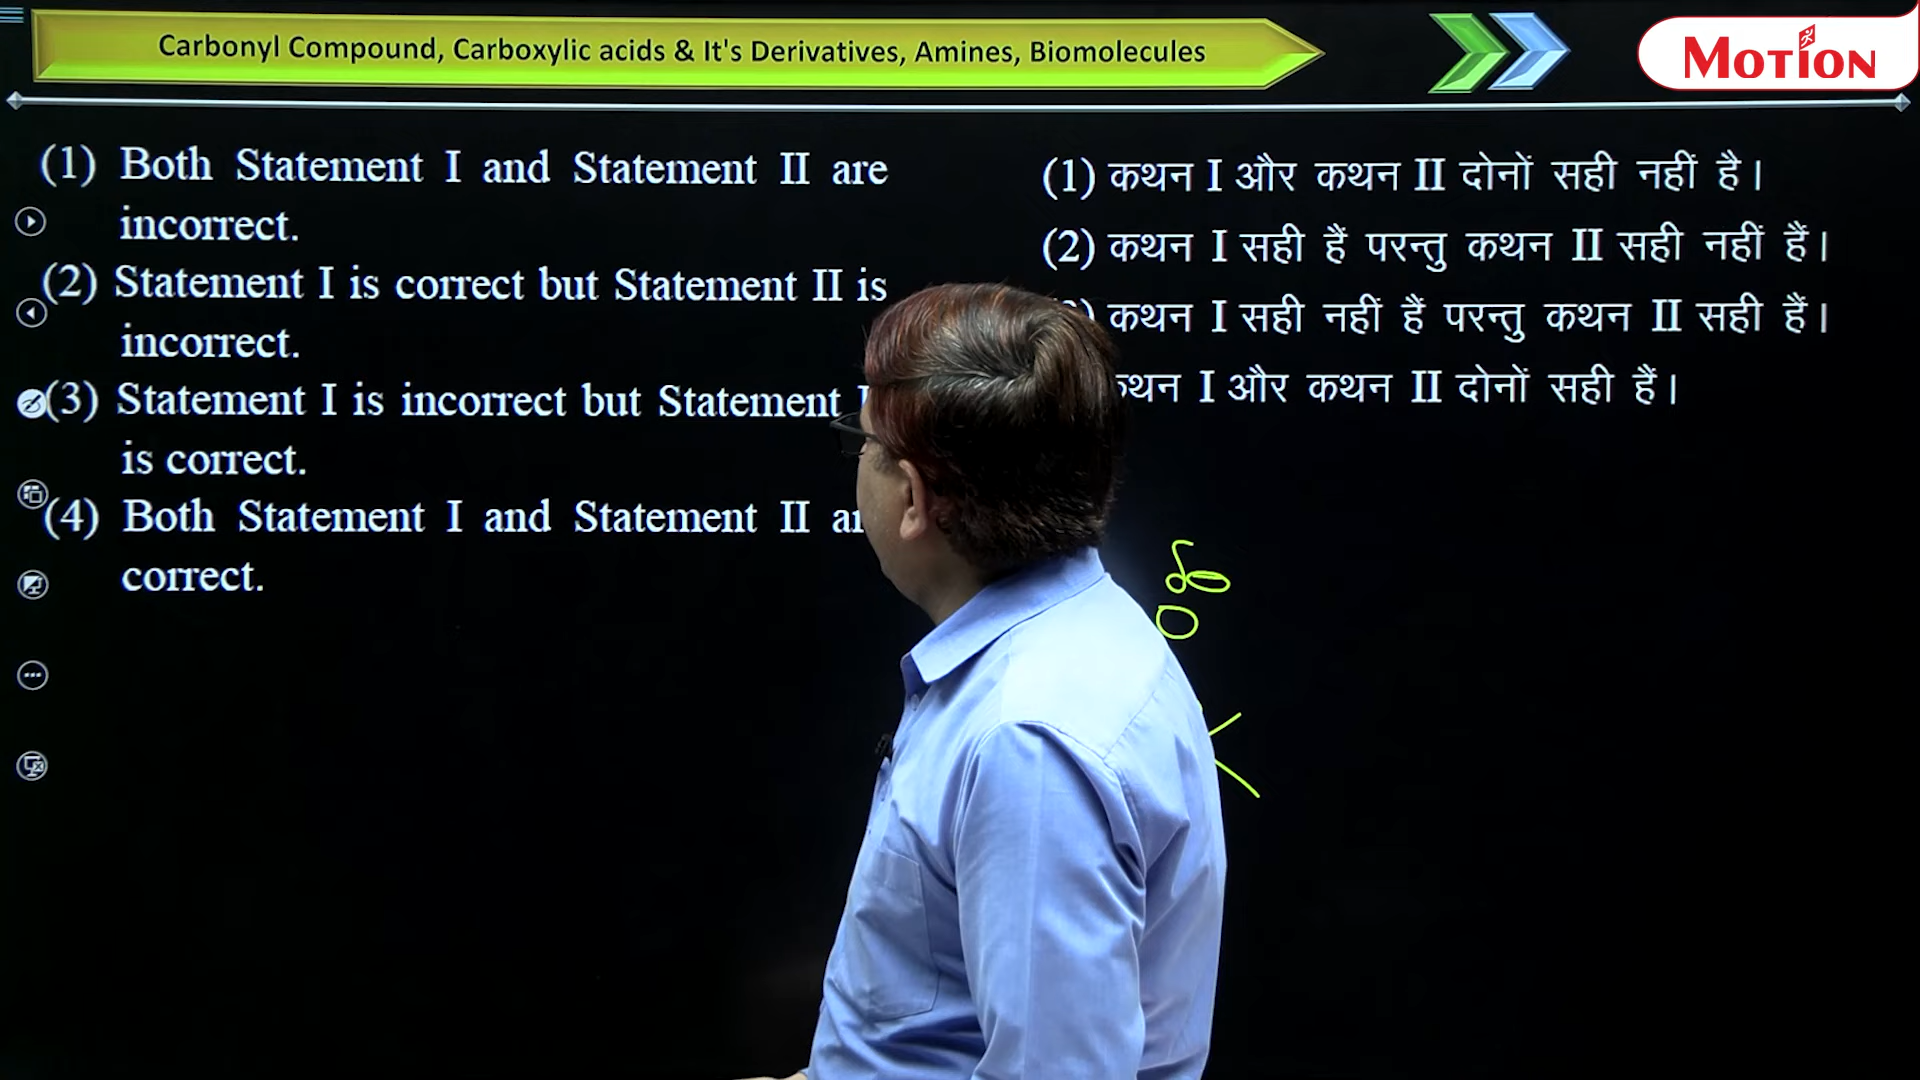 Carbonyl Compound, Carboxylic acids & It's Derivatives, Amines, Biomolecules
MOTION
(1) Both Statement I and Statement II are
incorrect.
(2) Statement I is correct but Statement II is
incorrect.
(3) Statement I is incorrect but Statement
is correct.
(4) Both Statement I and Statement II
correct.
(1) कथन I और कथन II दोनों सही नहीं है।
(2) कथन I सही हैं परन्तु कथन II सही नहीं हैं।
कथन I सही नहीं हैं परन्तु कथन II सही हैं।
कथन I और कथन II दोनों सही हैं।